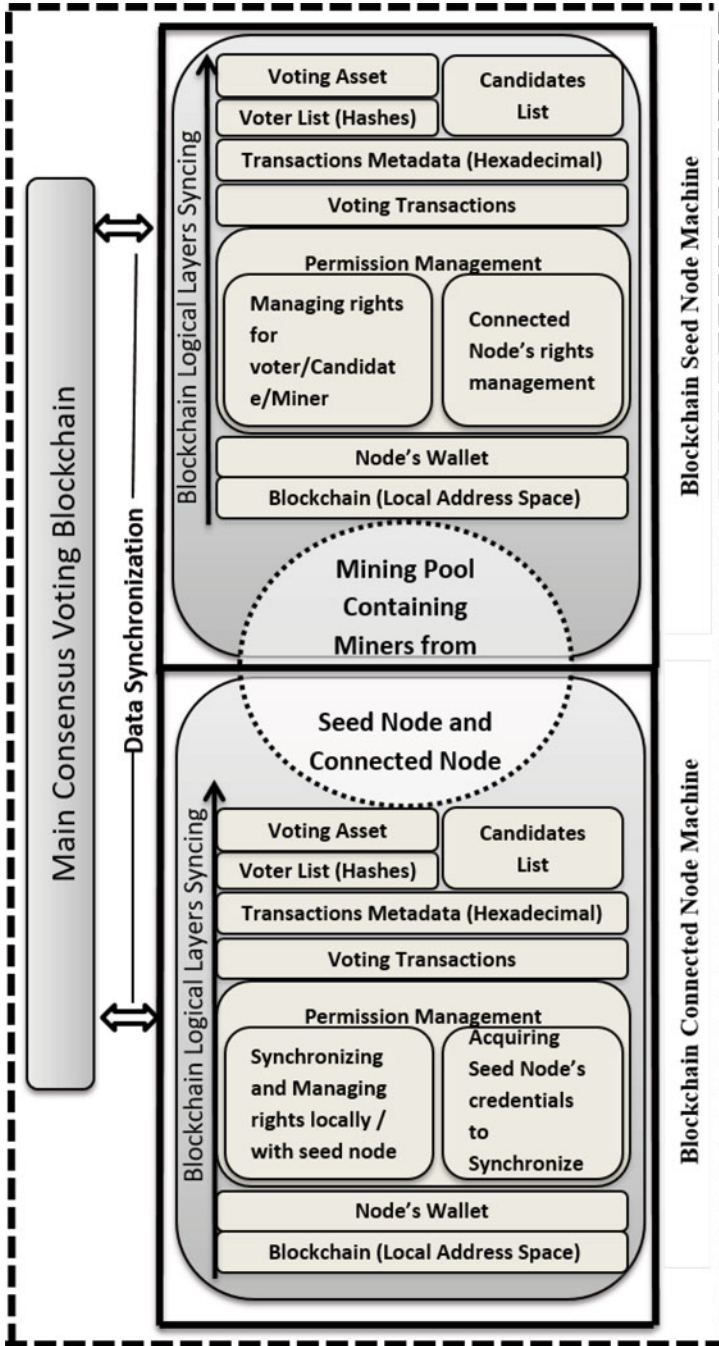 Main Consensus Voting Blockchain
Data Synchronization
Blockchain Logical Layers Syncing
Voting Asset
Voter List (Hashes)
Candidates
List
Transactions Metadata (Hexadecimal)
Voting Transactions
Permission Management
Managing rights
for
voter/Candidat
e/Miner
Connected
Node's rights
management
Node's Wallet
Blockchain (Local Address Space)
Blockchain Seed Node Machine
Mining Pool
Containing
Miners from
Seed Node and
Connected Node
Blockchain Logical Layers Syncing
Voting Asset
Voter List (Hashes)
Candidates
List
Transactions Metadata (Hexadecimal)
Voting Transactions
Permission Management
Synchronizing
and Managing
rights locally /
with seed node
Acquiring
Seed Node's
credentials
to
Synchronize
Node's Wallet
Blockchain (Local Address Space)
Blockchain Connected Node Machine